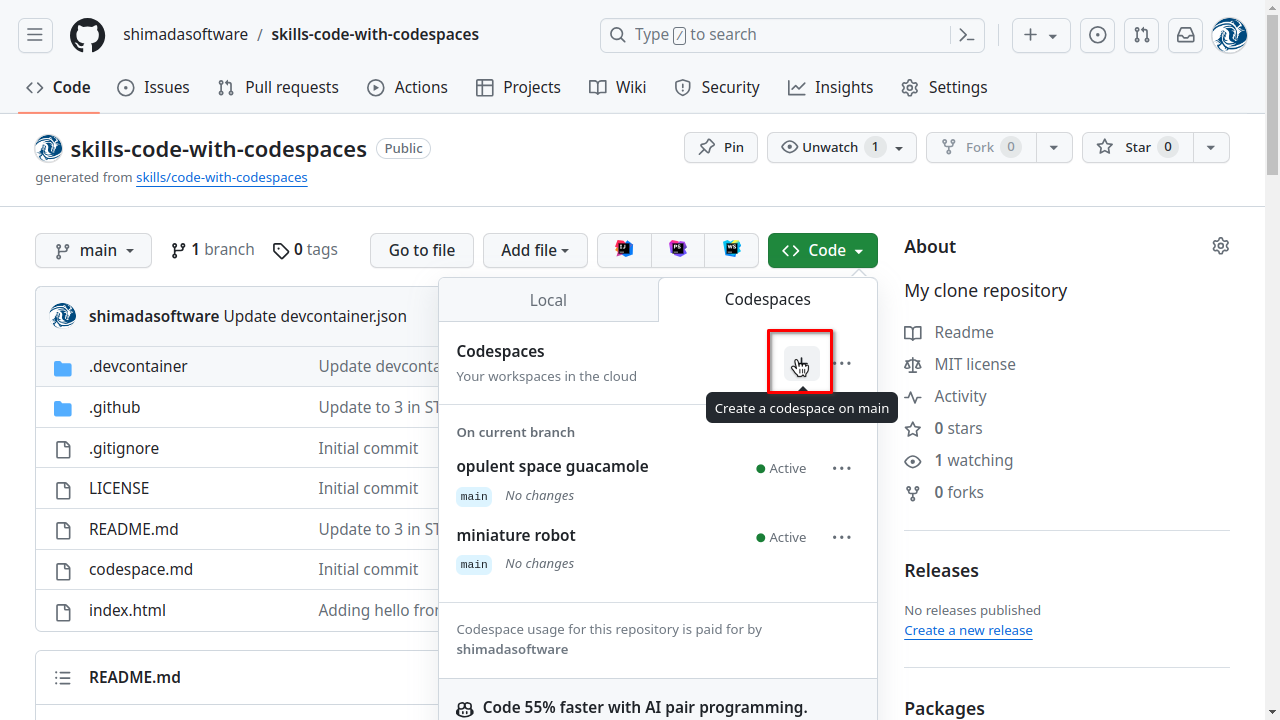 shimadasoftware / skills-code-with-codespaces
Type / to search
Code Issues Pull requests Actions Projects Wiki Security Insights Settings
skills-code-with-codespaces Public
Pin Unwatch 1 Fork 0 Star 0
generated from skills/code-with-codespaces
main 1 branch 0 tags Go to file Add file Code
Local Codespaces
shimadasoftware Update devcontainer.json
Codespaces
Your workspaces in the cloud
Create a codespace on main
.devcontainer Update devconta
.github Update to 3 in ST
.gitignore Initial commit
LICENSE Initial commit
README.md Update to 3 in ST
codespace.md Initial commit
index.html Adding hello fro
On current branch
opulent space guacamole Active
main No changes
miniature robot Active
main No changes
Codespace usage for this repository is paid for by
shimadasoftware
Code 55% faster with AI pair programming.
README.md
About
My clone repository
Readme
MIT license
Activity
0 stars
1 watching
0 forks
Releases
No releases published
Create a new release
Packages